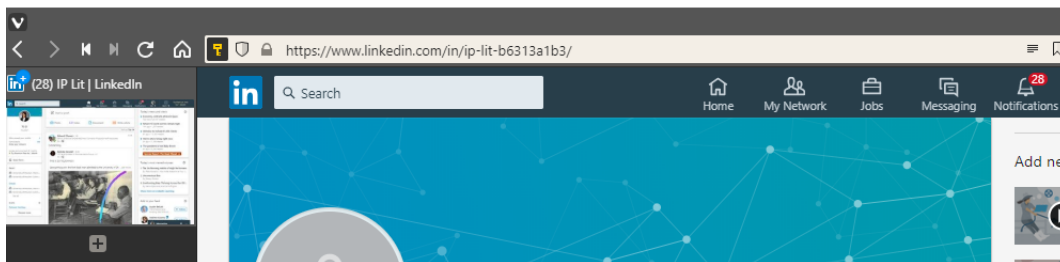 https://www.linkedin.com/in/ip-lit-b6313a1b3/
(28) IP Lit | LinkedIn
in
Search
Home
My Network
Jobs
Messaging
28
Notifications
Add ne